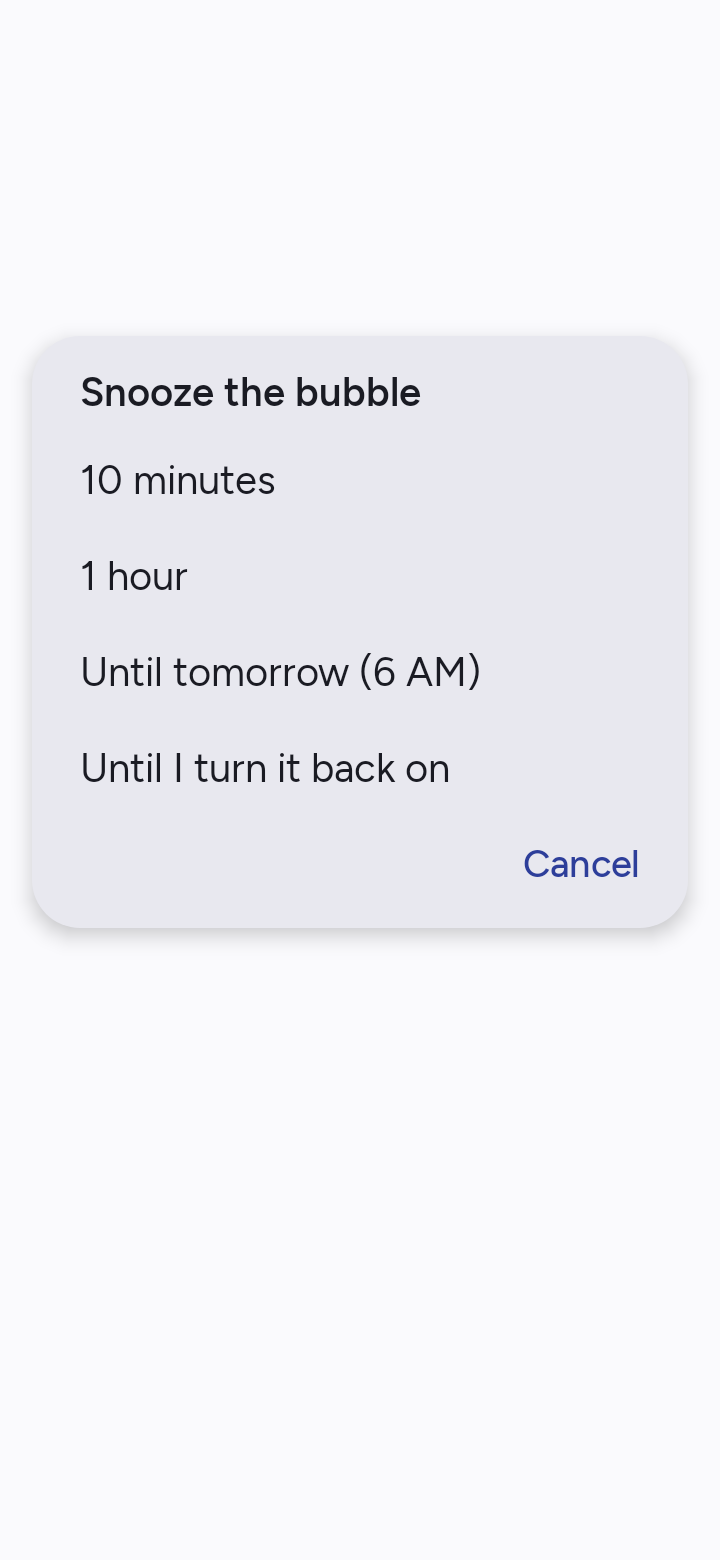 Snooze the bubble
10 minutes
1 hour
Until tomorrow (6 AM)
Until I turn it back on
Cancel